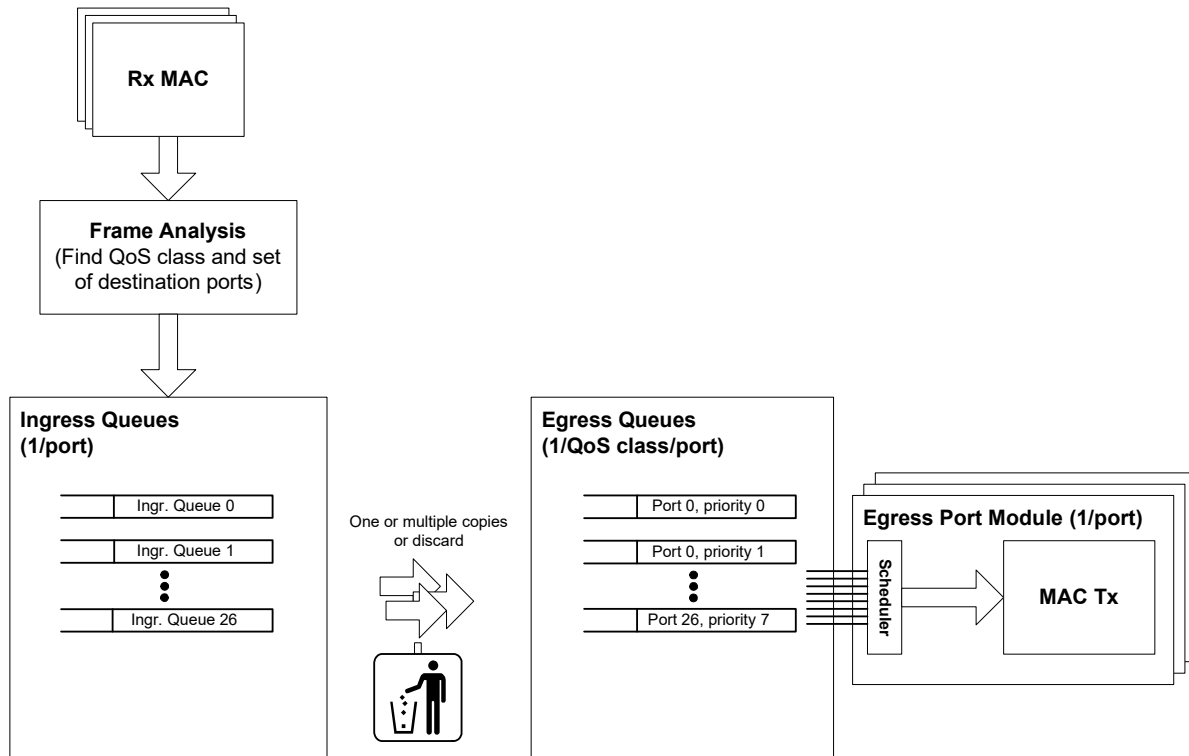 Rx MAC
Frame Analysis
(Find QoS class and set
of destination ports)
Ingress Queues
(1/port)
Ingr. Queue 0
Ingr. Queue 1
Ingr. Queue 26
One or multiple copies
or discard
Egress Queues
(1/QoS class/port)
Port 0, priority 0
Port 0, priority 1
Port 26, priority 7
Egress Port Module (1/port)
Scheduler
MAC Tx